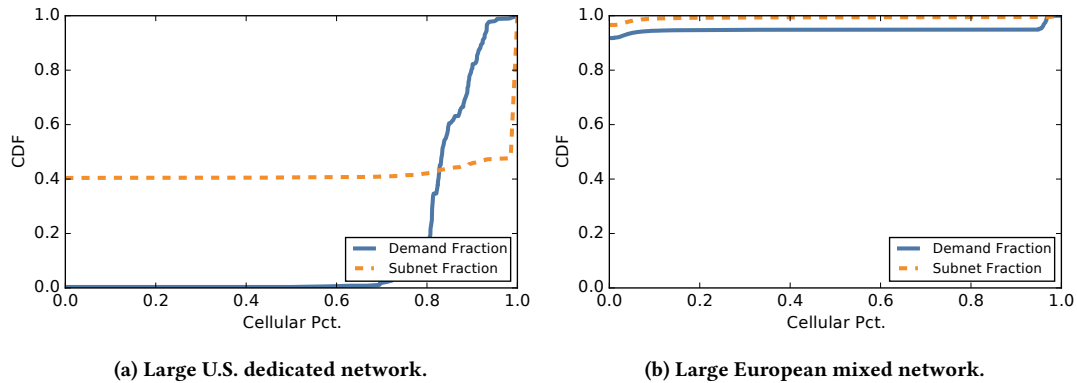 1.0
0.8
0.6
0.4
0.2
0.0
CDF
0.0 0.2 0.4 0.6 0.8 1.0
Cellular Pct.
Demand Fraction
Subnet Fraction
(a) Large U.S. dedicated network.
1.0
0.8
0.6
0.4
0.2
0.0
CDF
0.0 0.2 0.4 0.6 0.8 1.0
Cellular Pct.
Demand Fraction
Subnet Fraction
(b) Large European mixed network.